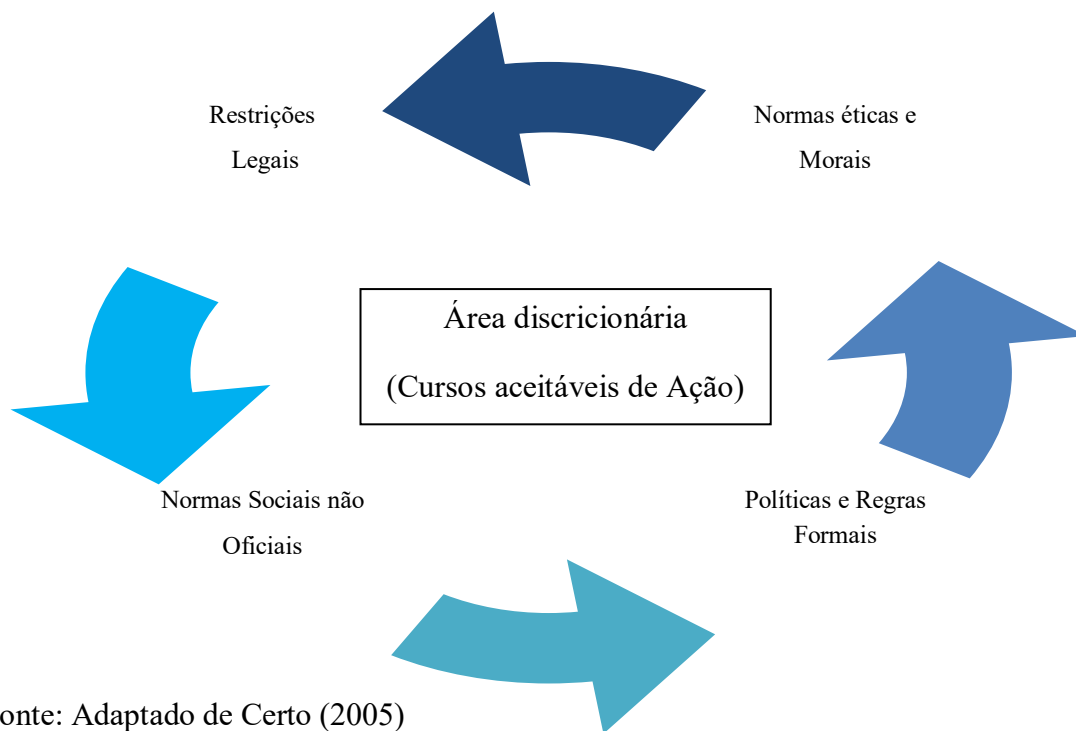 Restrições
Legais
Normas éticas e
Morais
Área discricionária
(Cursos aceitáveis de Ação)
Normas Sociais não
Oficiais
Políticas e Regras
Formais
onte: Adaptado de Certo (2005)